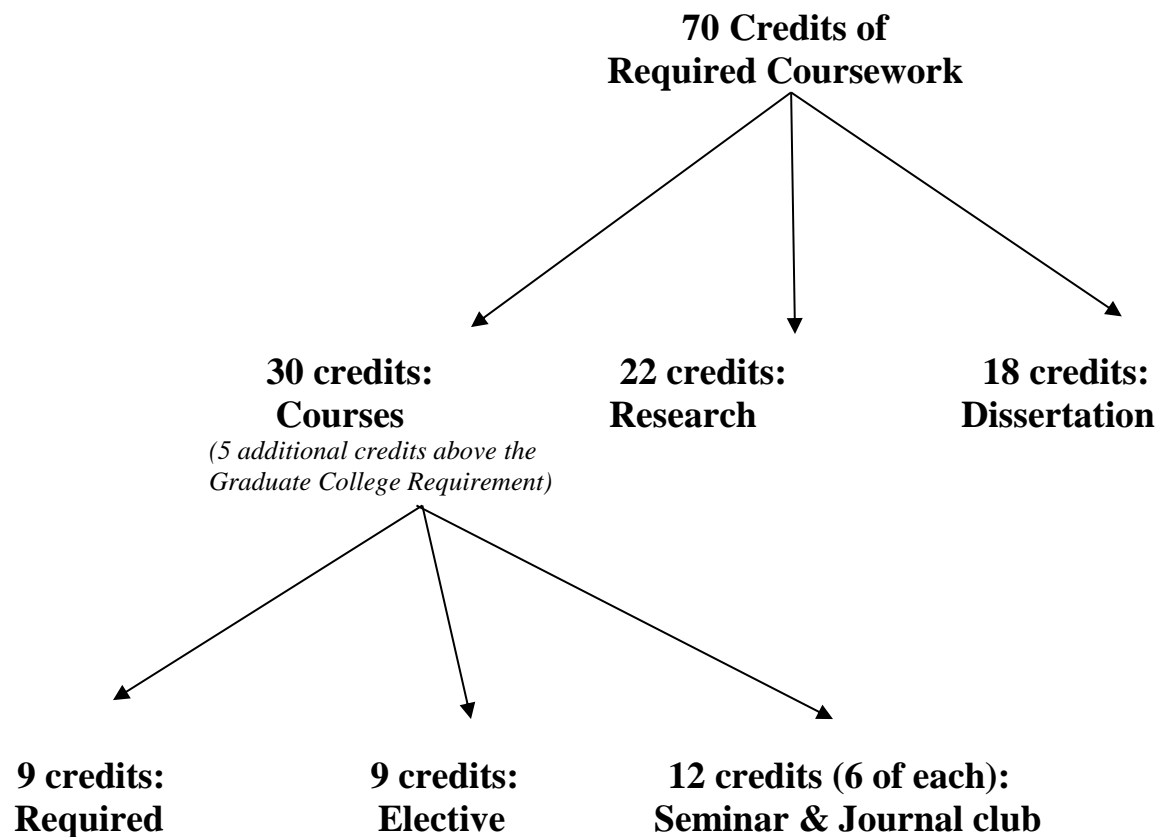 70 Credits of
Required Coursework
30 credits:
Courses
(5 additional credits above the
Graduate College Requirement)
22 credits:
Research
18 credits:
Dissertation
9 credits:
Required
9 credits:
Elective
12 credits (6 of each):
Seminar & Journal club